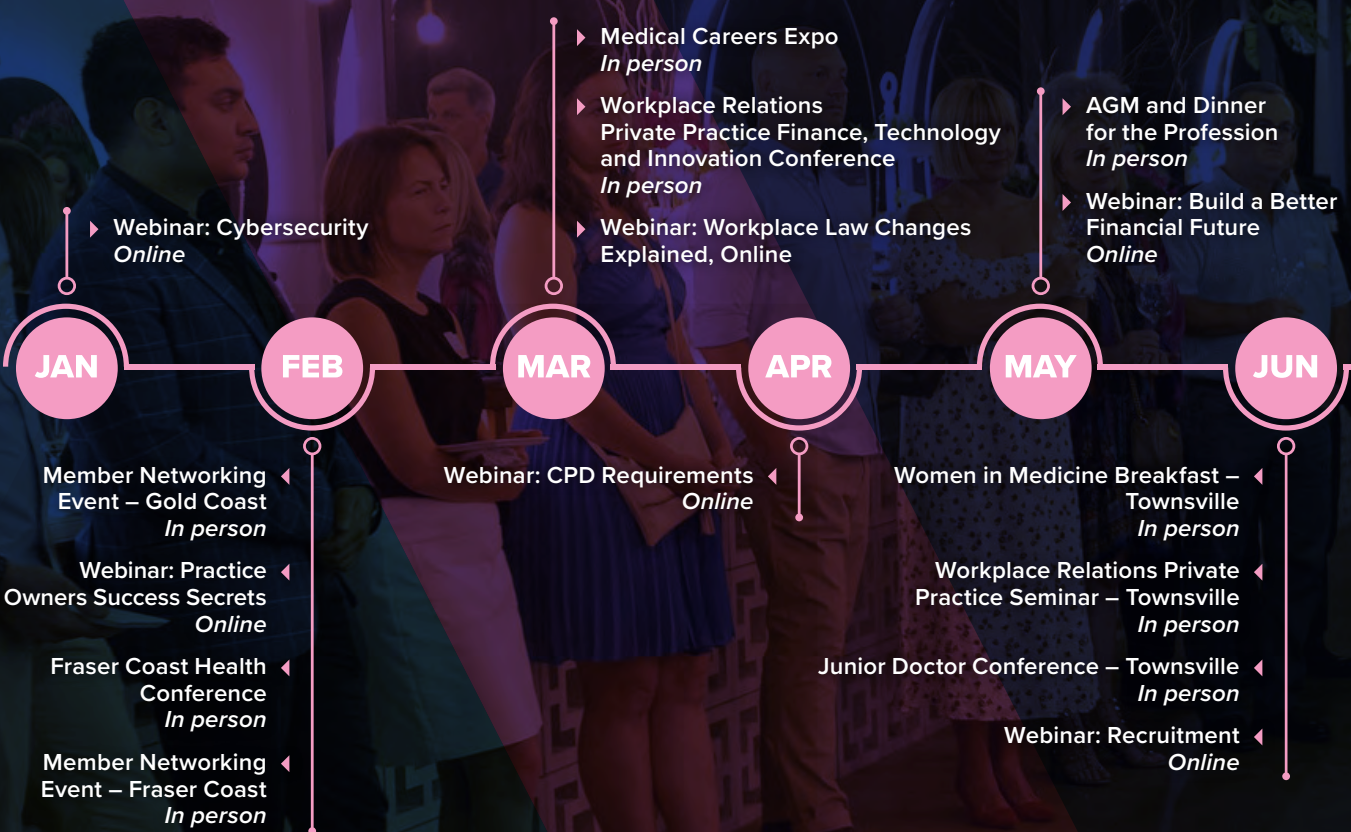 Webinar: Cybersecurity
Online
Medical Careers Expo
In person
Workplace Relations
Private Practice Finance, Technology
and Innovation Conference
In person
Webinar: Workplace Law Changes
Explained, Online
AGM and Dinner
for the Profession
In person
Webinar: Build a Better
Financial Future
Online
JAN
FEB
MAR
APR
MAY
JUN
Member Networking
Event – Gold Coast
In person
Webinar: Practice
Owners Success Secrets
Online
Fraser Coast Health
Conference
In person
Member Networking
Event – Fraser Coast
In person
Webinar: CPD Requirements
Online
Women in Medicine Breakfast –
Townsville
In person
Workplace Relations Private
Practice Seminar – Townsville
In person
Junior Doctor Conference – Townsville
In person
Webinar: Recruitment
Online